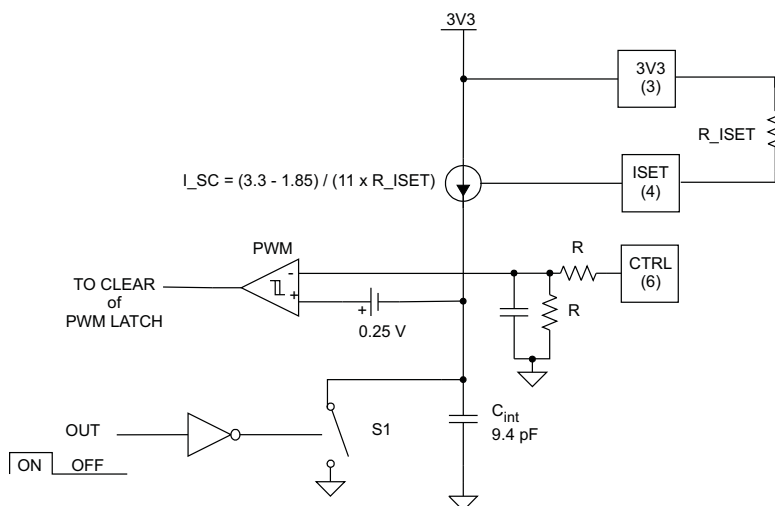 3V3
3V3
(3)
R_ISET
I_SC = (3.3 - 1.85) / (11 x R_ISET)
ISET
(4)
PWM
R
CTRL
(6)
-
+
TO CLEAR
of
PWM LATCH
+
0.25 V
R
C_int
9.4 pF
OUT
S1
ON OFF